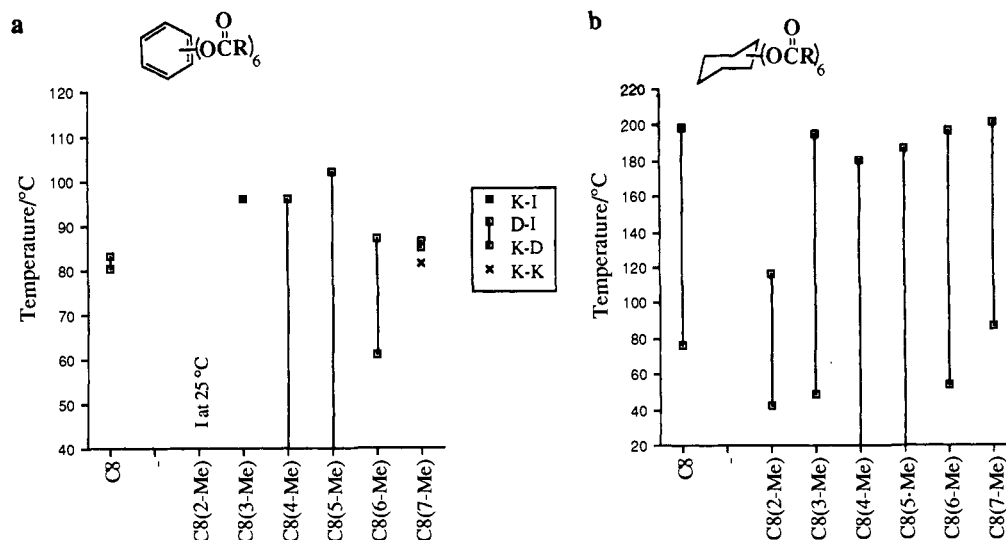 a
O
(OCR)6
120
110
100
90
80
70
60
50
40
Temperature/°C
I at 25 °C
C8
-
C8(2-Me)
C8(3-Me)
C8(4-Me)
C8(5-Me)
C8(6-Me)
C8(7-Me)
K-I
D-I
K-D
K-K
b
O
(OCR)6
220
200
180
160
140
120
100
80
60
40
20
Temperature/°C
C8
-
C8(2-Me)
C8(3-Me)
C8(4-Me)
C8(5-Me)
C8(6-Me)
C8(7-Me)